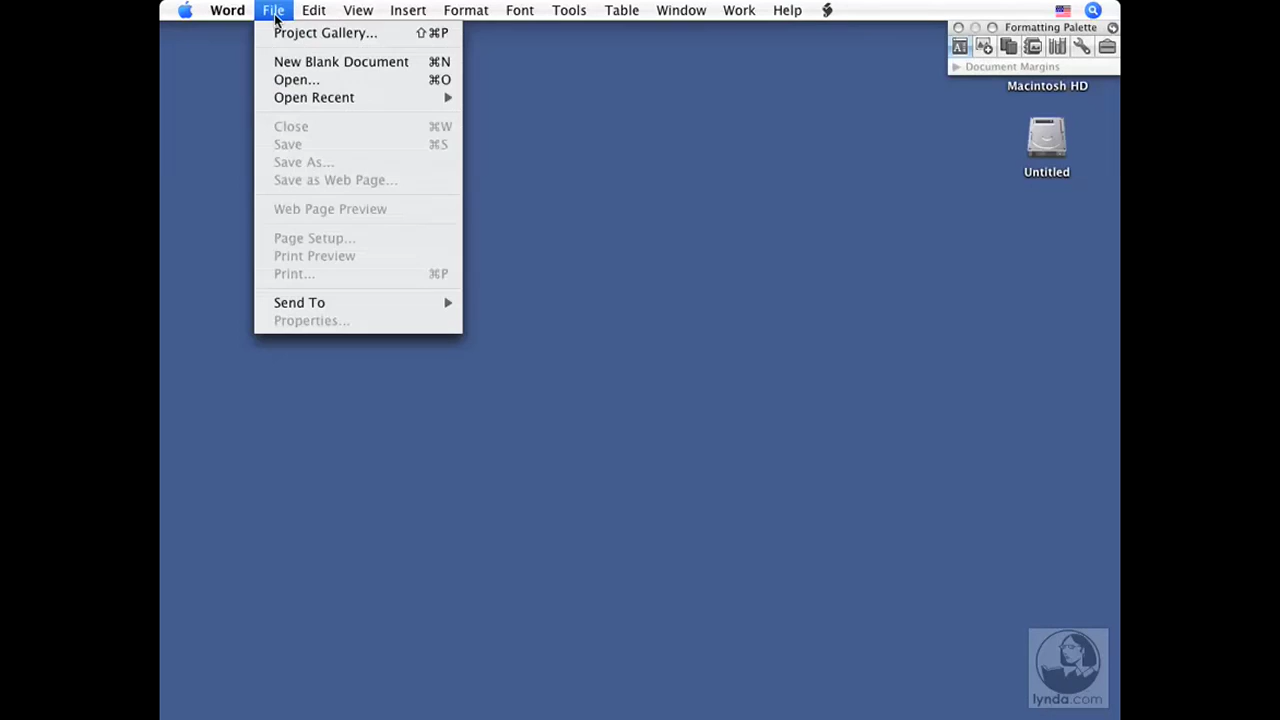 Word File Edit View Insert Format Font Tools Table Window Work Help
Formatting Palette
Document Margins
Macintosh HD
Untitled
Project Gallery... ⇧⌘P
New Blank Document ⌘N
Open... ⌘O
Open Recent
Close ⌘W
Save ⌘S
Save As...
Save as Web Page...
Web Page Preview
Page Setup...
Print Preview
Print... ⌘P
Send To
Properties...
lynda.com